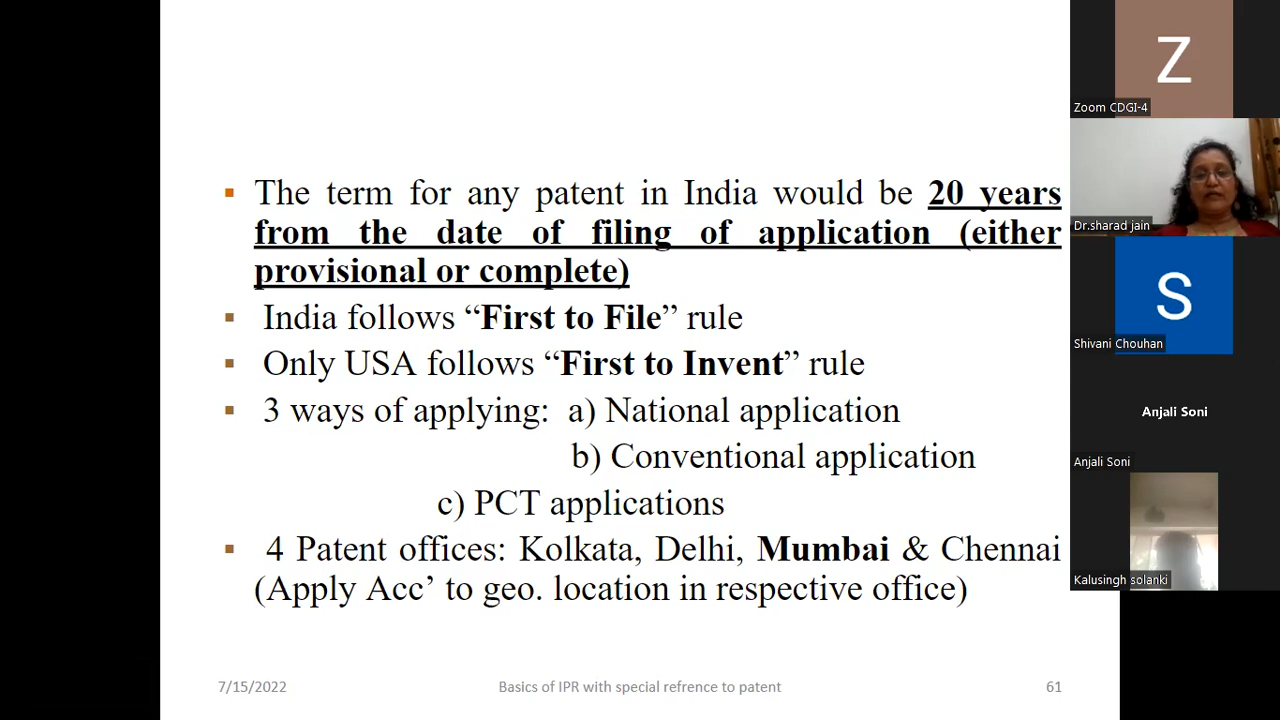 ▪ The term for any patent in India would be 20 years
from the date of filing of application (either
provisional or complete)
▪ India follows “First to File” rule
▪ Only USA follows “First to Invent” rule
▪ 3 ways of applying: a) National application
b) Conventional application
c) PCT applications
▪ 4 Patent offices: Kolkata, Delhi, Mumbai & Chennai
(Apply Acc’ to geo. location in respective office)
7/15/2022 Basics of IPR with special refrence to patent 61
Z
Zoom CDGI-4
Dr.sharad jain
S
Shivani Chouhan
Anjali Soni
Anjali Soni
Kalusingh solanki